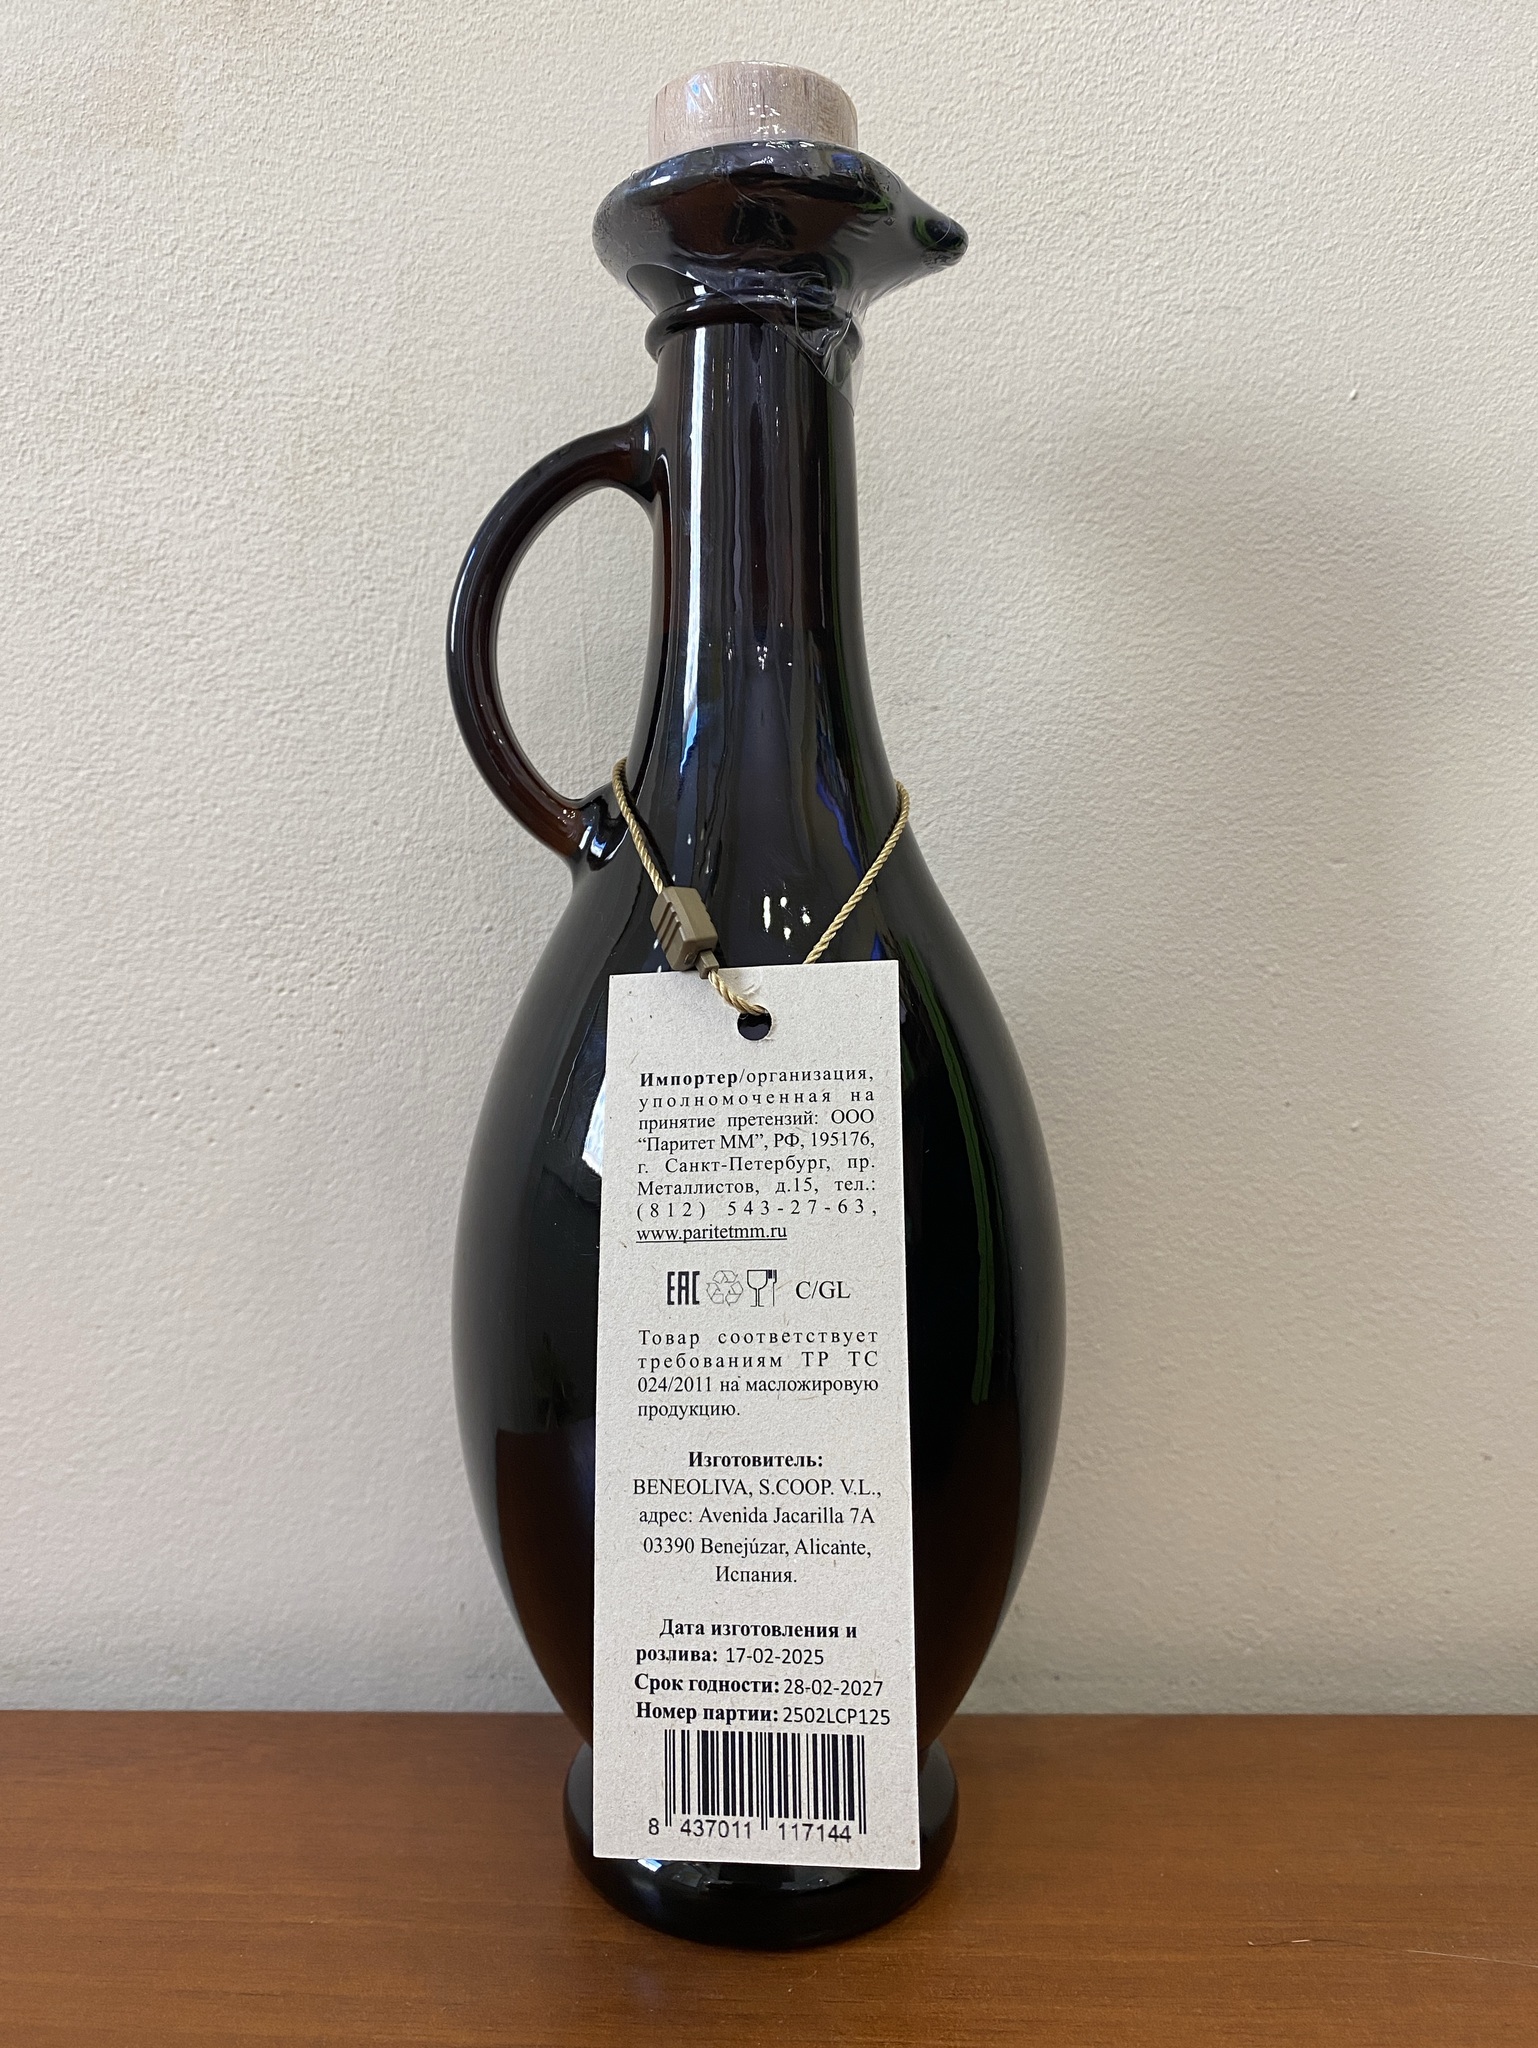 Импортер/организация,
уполномоченная на
принятие претензий: ООО
“Паритет ММ”, РФ, 195176,
г. Санкт-Петербург, пр.
Металлистов, д.15, тел.:
(812) 543-27-63,
www.paritetmm.ru
EAC C/GL
Товар соответствует
требованиям ТР ТС
024/2011 на масложировую
продукцию.
Изготовитель:
BENEOLIVA, S.COOP. V.L.,
адрес: Avenida Jacarilla 7A
03390 Benejúzar, Alicante,
Испания.
Дата изготовления и
розлива: 17-02-2025
Срок годности: 28-02-2027
Номер партии: 2502LCP125
8 437011 117144